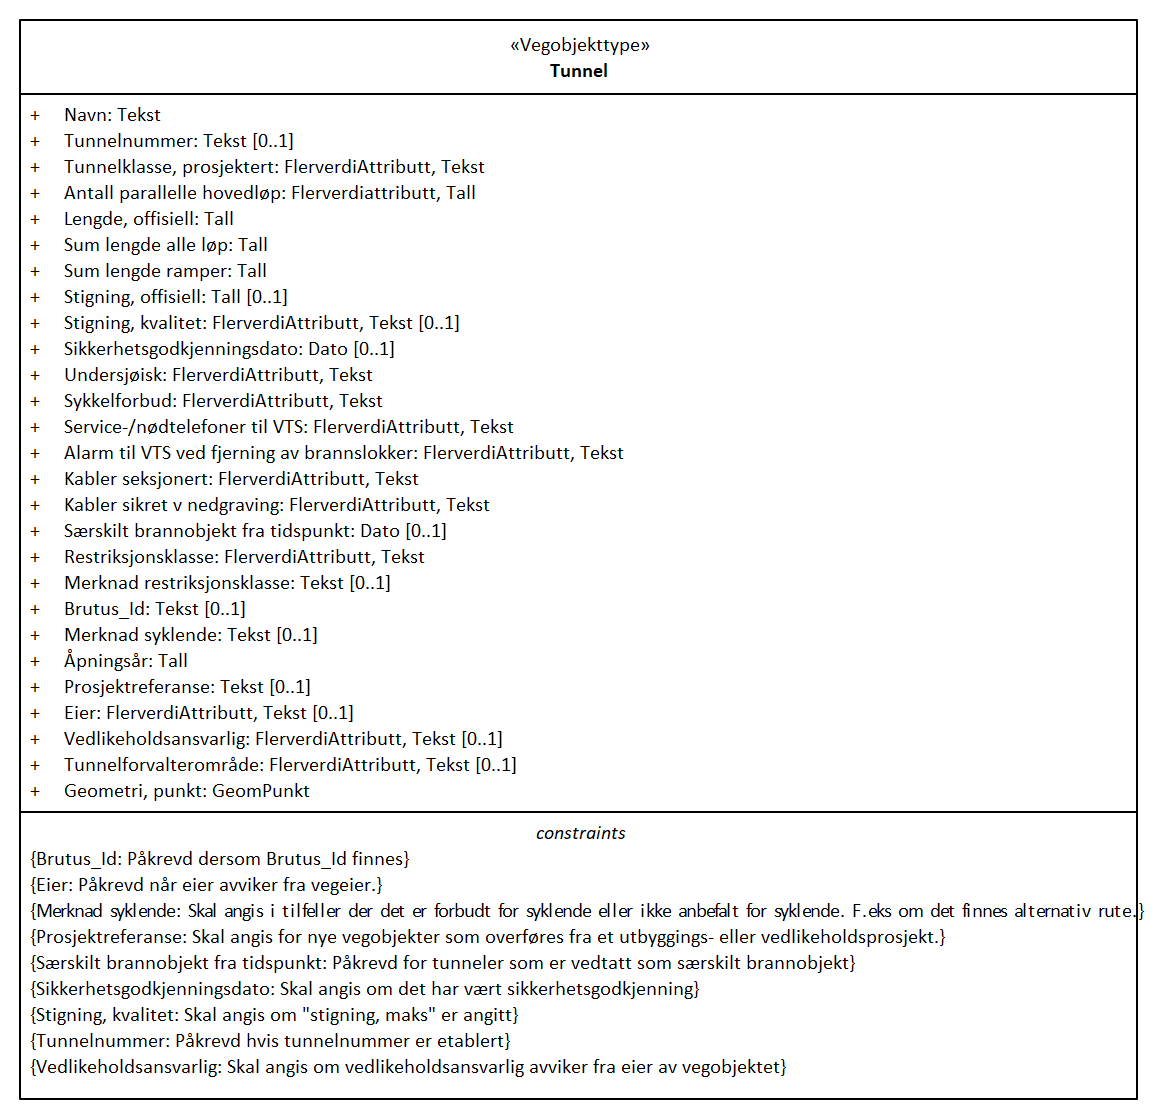 «Vegobjekttype»
Tunnel
+ Navn: Tekst
+ Tunnelnummer: Tekst [0..1]
+ Tunnelklasse, prosjektert: FlerverdiAttributt, Tekst
+ Antall parallelle hovedløp: Flerverdiattributt, Tall
+ Lengde, offisiell: Tall
+ Sum lengde alle løp: Tall
+ Sum lengde ramper: Tall
+ Stigning, offisiell: Tall [0..1]
+ Stigning, kvalitet: FlerverdiAttributt, Tekst [0..1]
+ Sikkerhetsgodkjenningsdato: Dato [0..1]
+ Undersjøisk: FlerverdiAttributt, Tekst
+ Sykkelforbud: FlerverdiAttributt, Tekst
+ Service-/nødtelefoner til VTS: FlerverdiAttributt, Tekst
+ Alarm til VTS ved fjerning av brannslokker: FlerverdiAttributt, Tekst
+ Kabler seksjonert: FlerverdiAttributt, Tekst
+ Kabler sikret v nedgraving: FlerverdiAttributt, Tekst
+ Særskilt brannobjekt fra tidspunkt: Dato [0..1]
+ Restriksjonsklasse: FlerverdiAttributt, Tekst
+ Merknad restriksjonsklasse: Tekst [0..1]
+ Brutus_Id: Tekst [0..1]
+ Merknad syklende: Tekst [0..1]
+ Åpningsår: Tall
+ Prosjektreferanse: Tekst [0..1]
+ Eier: FlerverdiAttributt, Tekst [0..1]
+ Vedlikeholdsansvarlig: FlerverdiAttributt, Tekst [0..1]
+ Tunnelforvalterområde: FlerverdiAttributt, Tekst [0..1]
+ Geometri, punkt: GeomPunkt
constraints
{Brutus_Id: Påkrevd dersom Brutus_Id finnes}
{Eier: Påkrevd når eier avviker fra vegeier.}
{Merknad syklende: Skal angis i tilfeller der det er forbudt for syklende eller ikke anbefalt for syklende. F.eks om det finnes alternativ rute.}
{Prosjektreferanse: Skal angis for nye vegobjekter som overføres fra et utbyggings- eller vedlikeholdsprosjekt.}
{Særskilt brannobjekt fra tidspunkt: Påkrevd for tunneler som er vedtatt som særskilt brannobjekt}
{Sikkerhetsgodkjenningsdato: Skal angis om det har vært sikkerhetsgodkjenning}
{Stigning, kvalitet: Skal angis om "stigning, maks" er angitt}
{Tunnelnummer: Påkrevd hvis tunnelnummer er etablert}
{Vedlikeholdsansvarlig: Skal angis om vedlikeholdsansvarlig avviker fra eier av vegobjektet}